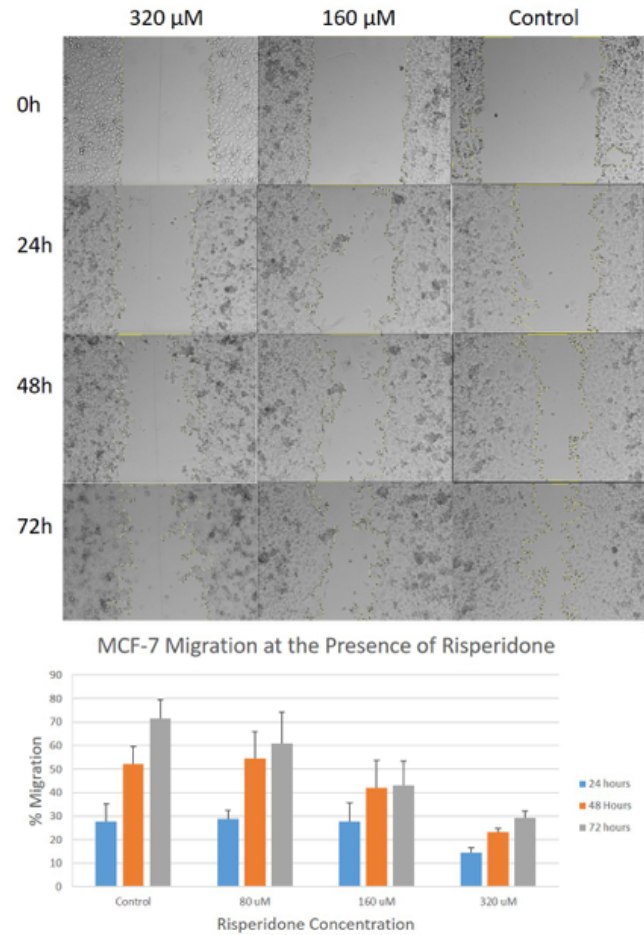 320 µM 160 µM Control
0h
24h
48h
72h
MCF-7 Migration at the Presence of Risperidone
90
80
70
60
50
40
30
20
10
0
% Migration
Control 80 uM 160 uM 320 uM
Risperidone Concentration
24 hours
48 Hours
72 hours